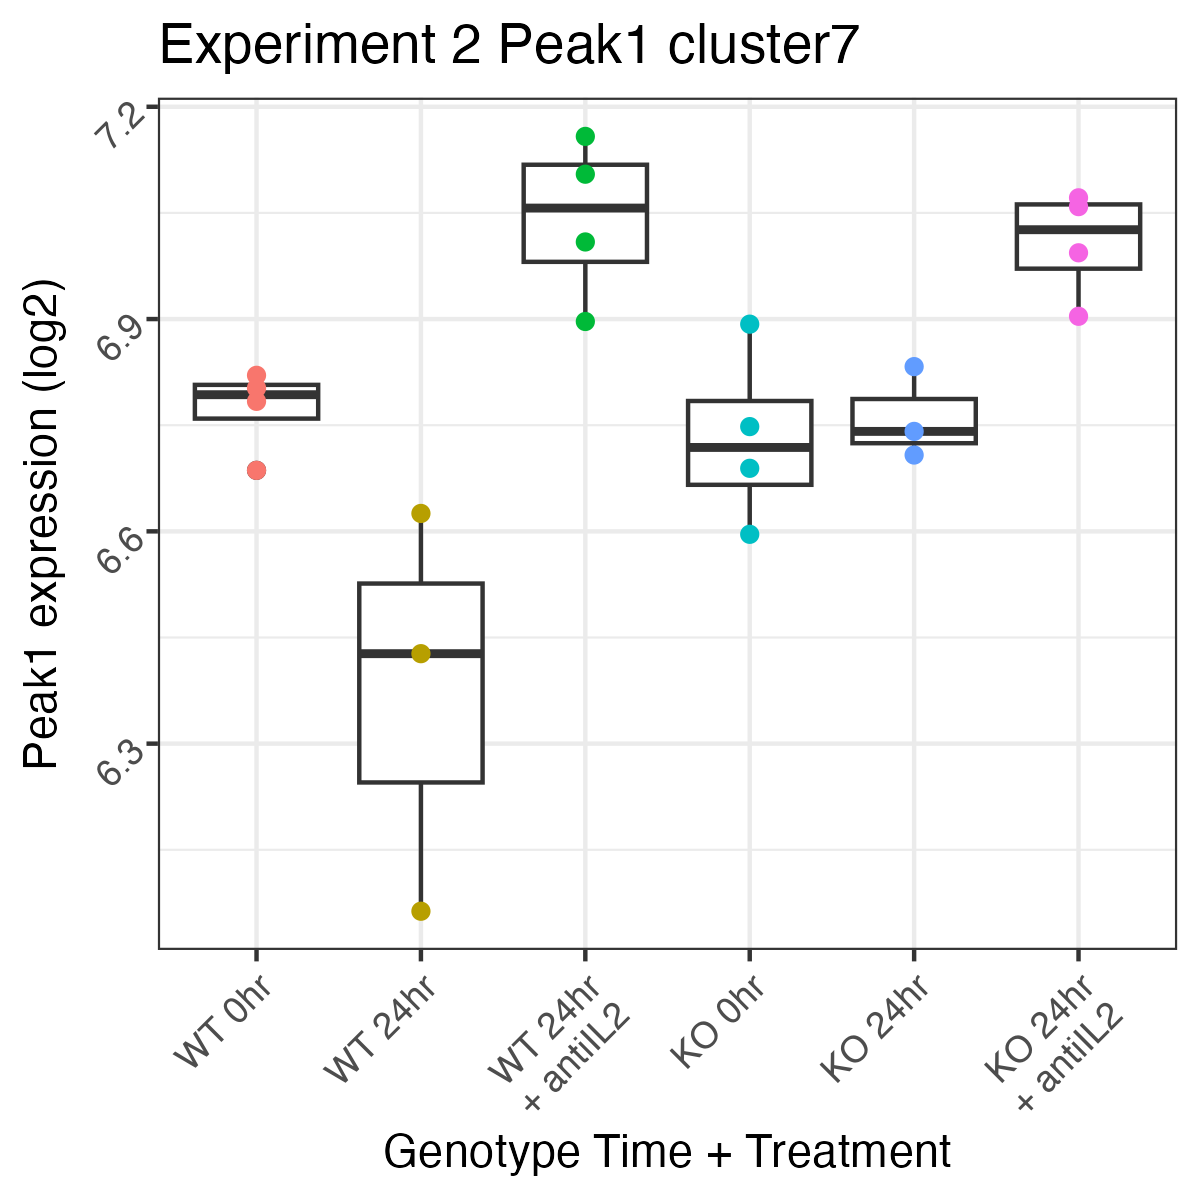 Experiment 2 Peak1 cluster7
Peak1 expression (log2)
7.2
6.9
6.6
6.3
WT 0hr
WT 24hr
WT 24hr
+ antiIL2
KO 0hr
KO 24hr
KO 24hr
+ antiIL2
Genotype Time + Treatment